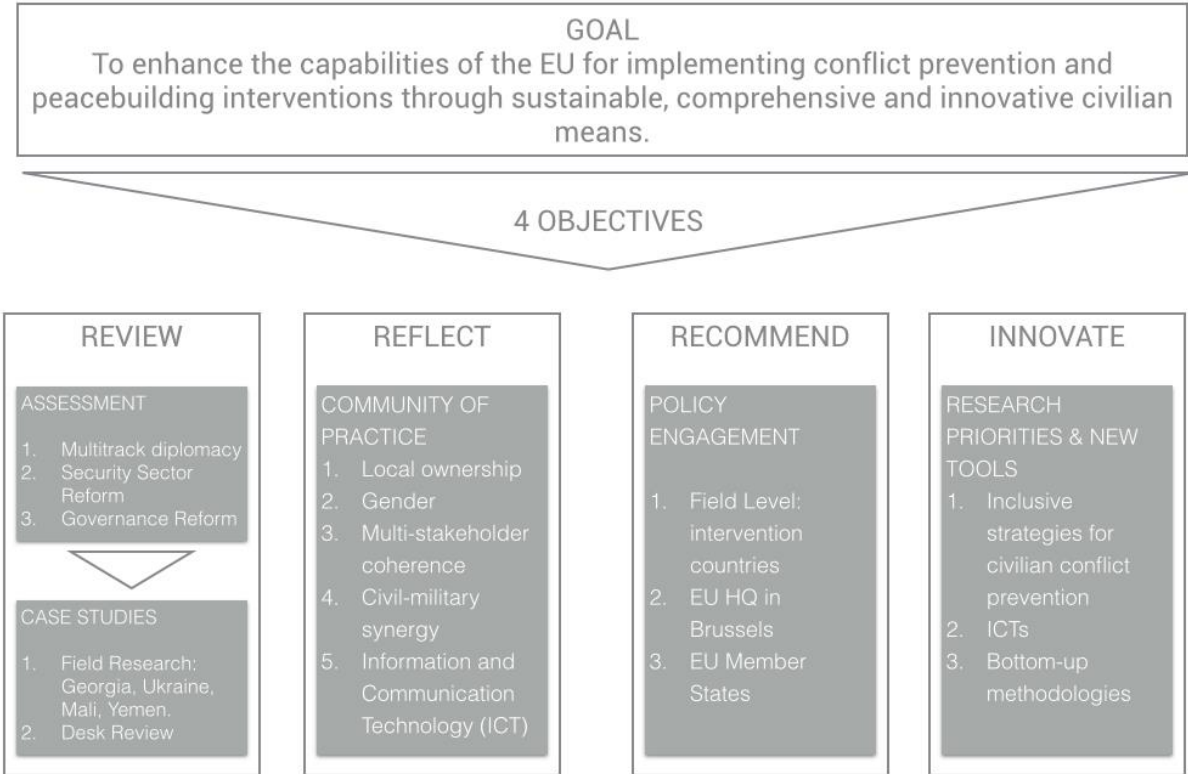 GOAL
To enhance the capabilities of the EU for implementing conflict prevention and
peacebuilding interventions through sustainable, comprehensive and innovative civilian
means.
4 OBJECTIVES
REVIEW
ASSESSMENT
1. Multitrack diplomacy
2. Security Sector
Reform
3. Governance Reform
CASE STUDIES
1. Field Research:
Georgia, Ukraine,
Mali, Yemen.
2. Desk Review
REFLECT
COMMUNITY OF
PRACTICE
1. Local ownership
2. Gender
3. Multi-stakeholder
coherence
4. Civil-military
synergy
5. Information and
Communication
Technology (ICT)
RECOMMEND
POLICY
ENGAGEMENT
1. Field Level:
intervention
countries
2. EU HQ in
Brussels
3. EU Member
States
INNOVATE
RESEARCH
PRIORITIES & NEW
TOOLS
1. Inclusive
strategies for
civilian conflict
prevention
2. ICTs
3. Bottom-up
methodologies